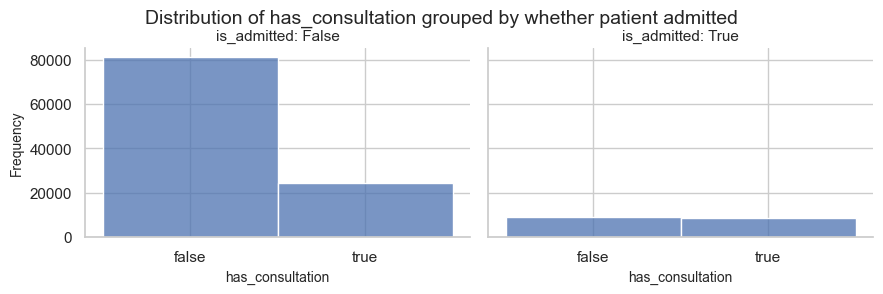 Distribution of has_consultation grouped by whether patient admitted
is_admitted: False
is_admitted: True
Frequency
80000
60000
40000
20000
0
false
true
false
true
has_consultation
has_consultation